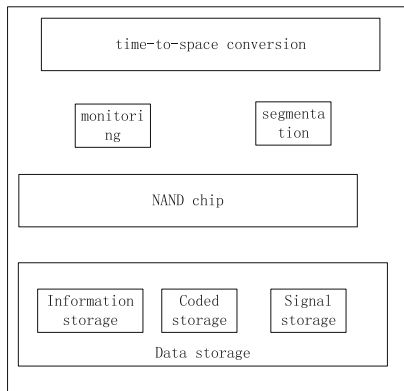 time-to-space conversion
monitori
ng
segmenta
tion
NAND chip
Information
storage
Coded
storage
Signal
storage
Data storage